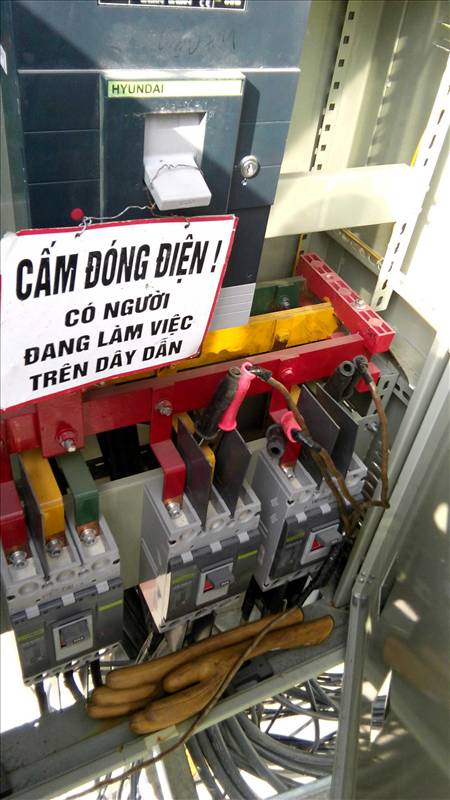 HYUNDAI
CẤM ĐÓNG ĐIỆN !
CÓ NGƯỜI
ĐANG LÀM VIỆC
TRÊN DÂY DẪN